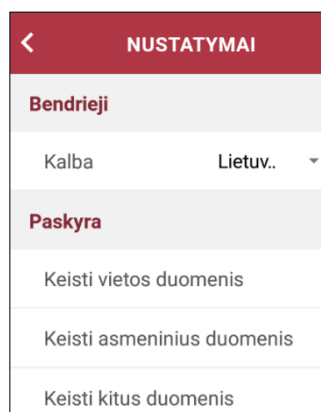 NUSTATYMAI
Bendrieji
Kalba Lietuv..
Paskyra
Keisti vietos duomenis
Keisti asmeninius duomenis
Keisti kitus duomenis